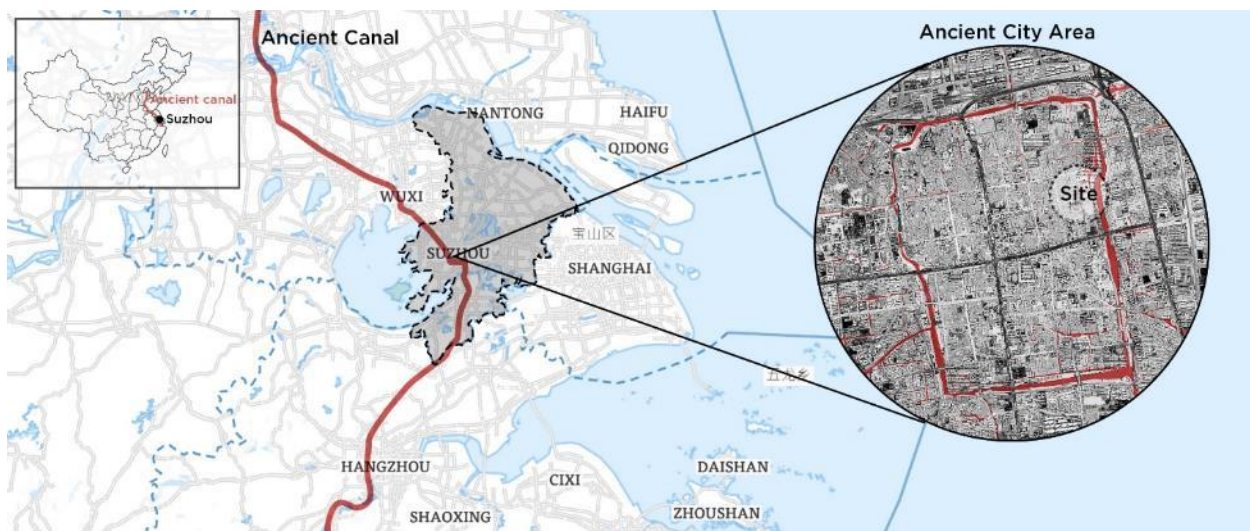 Ancient Canal
Ancient City Area
Ancient canal
Suzhou
NANTONG
HAIFU
QIDONG
WUXI
Site
宝山区
SUZHOU
SHANGHAI
五龙乡
HANGZHOU
DAISHAN
CIXI
ZHOUSHAN
SHAOXING